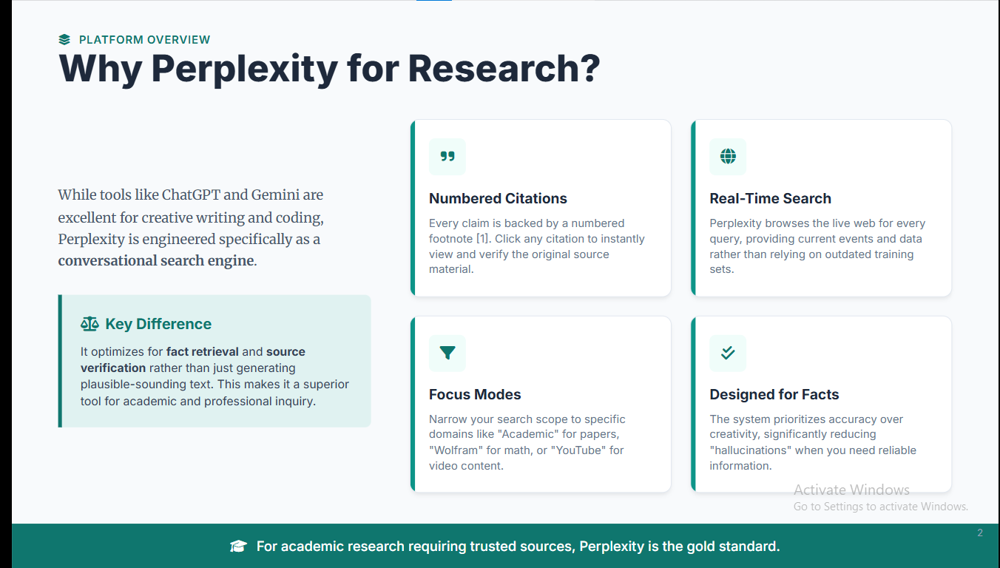 PLATFORM OVERVIEW
Why Perplexity for Research?
While tools like ChatGPT and Gemini are
excellent for creative writing and coding,
Perplexity is engineered specifically as a
conversational search engine.
Key Difference
It optimizes for fact retrieval and source
verification rather than just generating
plausible-sounding text. This makes it a superior
tool for academic and professional inquiry.
Numbered Citations
Every claim is backed by a numbered
footnote [1]. Click any citation to instantly
view and verify the original source
material.
Real-Time Search
Perplexity browses the live web for every
query, providing current events and data
rather than relying on outdated training
sets.
Focus Modes
Narrow your search scope to specific
domains like "Academic" for papers,
"Wolfram" for math, or "YouTube" for
video content.
Designed for Facts
The system prioritizes accuracy over
creativity, significantly reducing
"hallucinations" when you need reliable
information.
Activate Windows
Go to Settings to activate Windows.
2
For academic research requiring trusted sources, Perplexity is the gold standard.